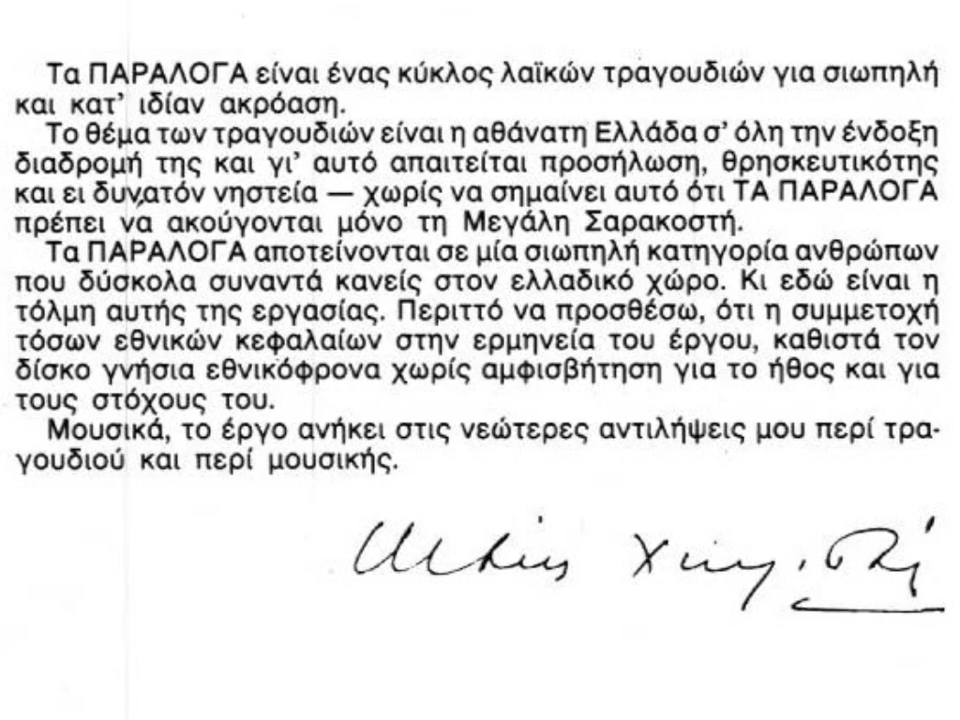 Τα ΠΑΡΑΛΟΓΑ είναι ένας κύκλος λαϊκών τραγουδιών για σιωπηλή
και κατ’ ιδίαν ακρόαση.
Το θέμα των τραγουδιών είναι η αθάνατη Ελλάδα σ’ όλη την ένδοξη
διαδρομή της και γι’ αυτό απαιτείται προσήλωση, θρησκευτικότης
και ει δυνατόν νηστεία — χωρίς να σημαίνει αυτό ότι ΤΑ ΠΑΡΑΛΟΓΑ
πρέπει να ακούγονται μόνο τη Μεγάλη Σαρακοστή.
Τα ΠΑΡΑΛΟΓΑ αποτείνονται σε μία σιωπηλή κατηγορία ανθρώπων
που δύσκολα συναντά κανείς στον ελλαδικό χώρο. Κι εδώ είναι η
τόλμη αυτής της εργασίας. Περιττό να προσθέσω, ότι η συμμετοχή
τόσων εθνικών κεφαλαίων στην ερμηνεία του έργου, καθιστά τον
δίσκο γνήσια εθνικόφρονα χωρίς αμφισβήτηση για το ήθος και για
τους στόχους του.
Μουσικά, το έργο ανήκει στις νεώτερες αντιλήψεις μου περί τρα-
γουδιού και περί μουσικής.